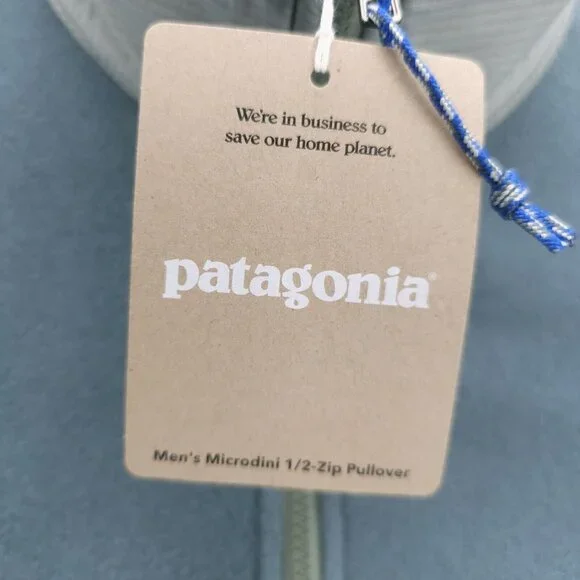 We're in business to
save our home planet.
patagonia®
Men's Microdini 1/2-Zip Pullover